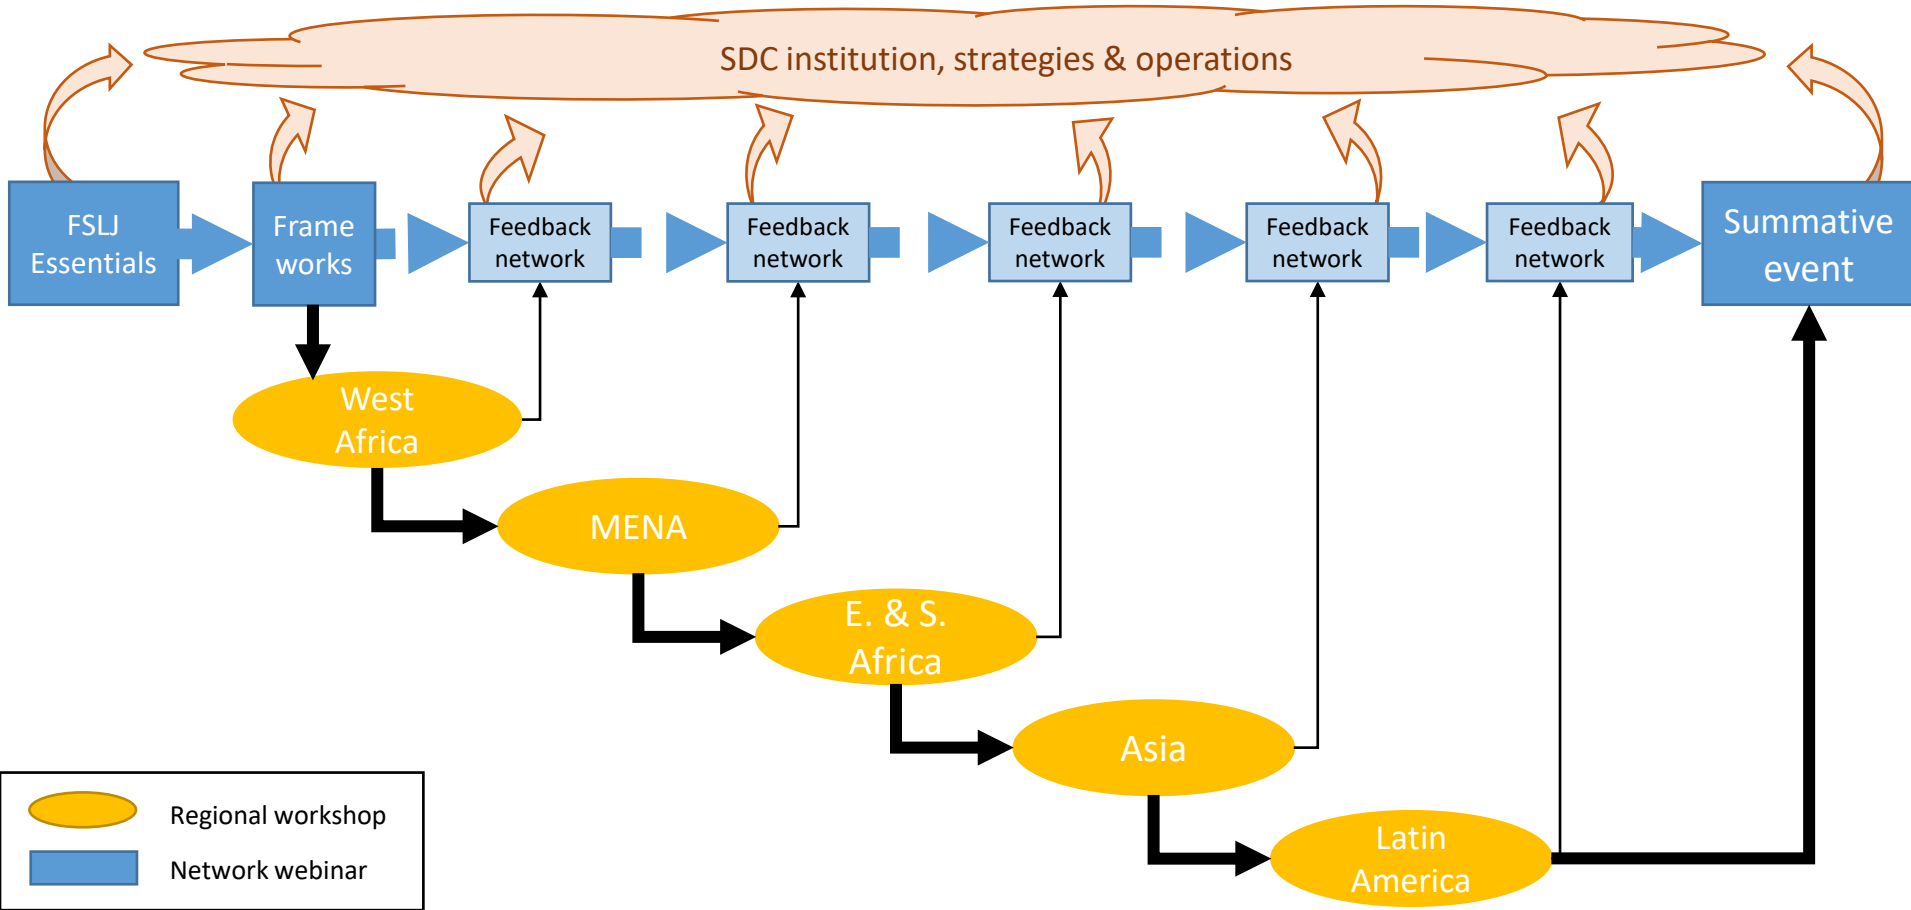 SDC institution, strategies & operations
FSLJ
Essentials
Frame
works
Feedback
network
Feedback
network
Feedback
network
Feedback
network
Feedback
network
Summative
event
West
Africa
MENA
E. & S.
Africa
Asia
Latin
America
Regional workshop
Network webinar